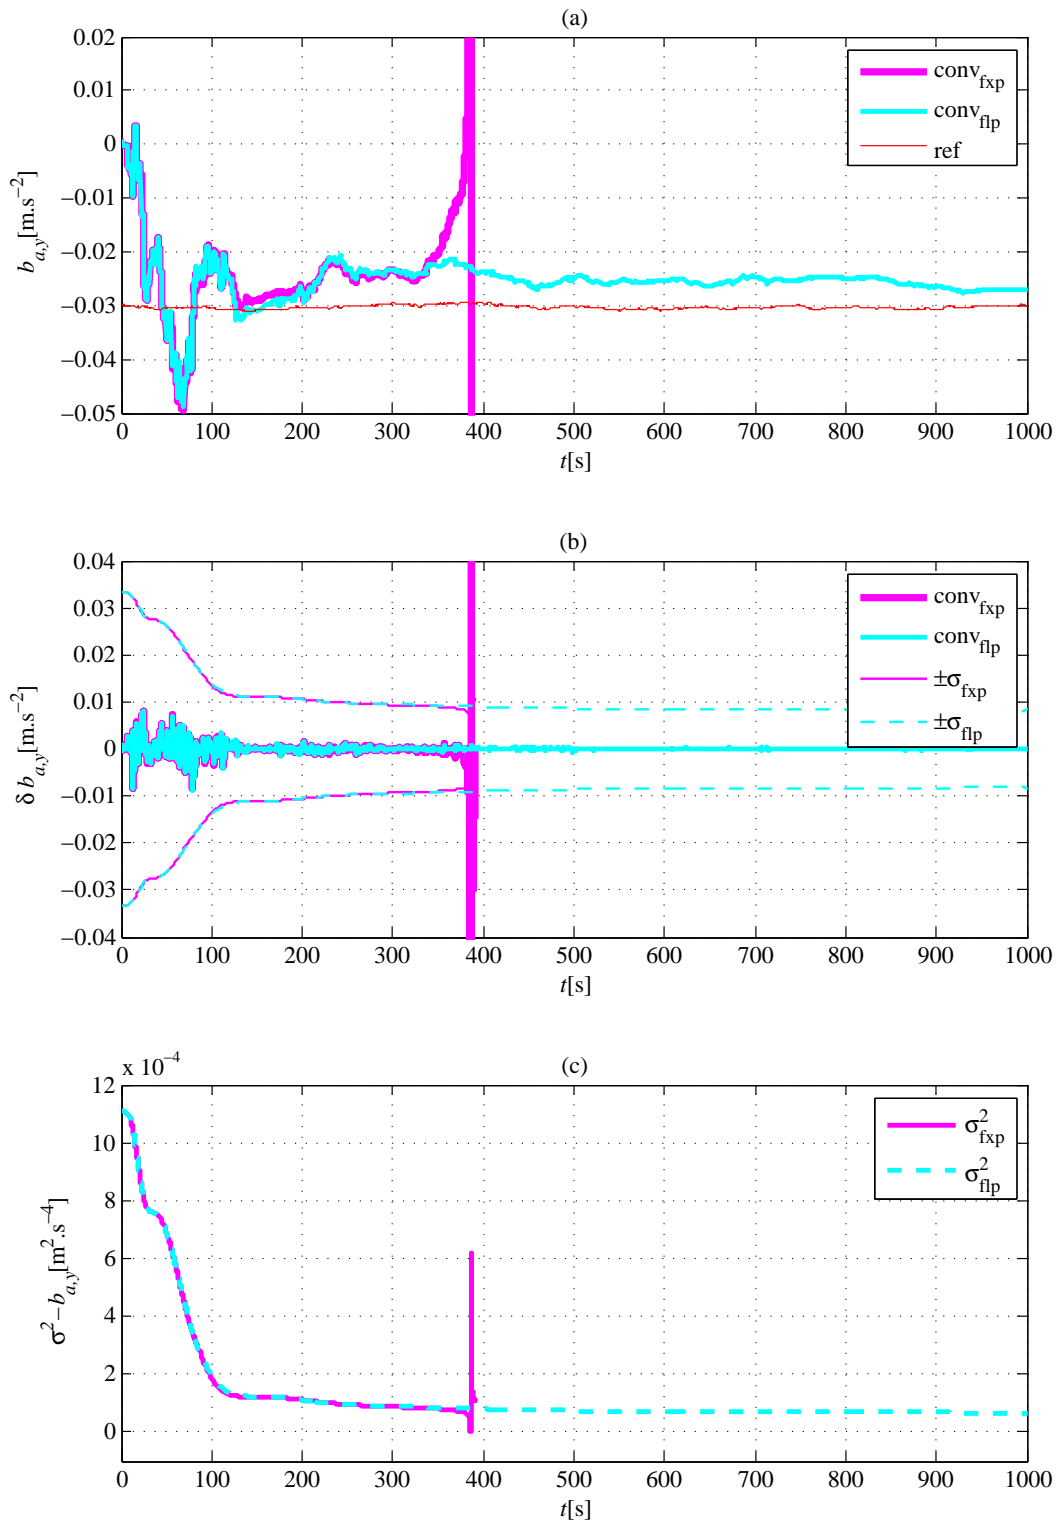 (a)
0.02
0.01
0
−0.01
−0.02
−0.03
−0.04
−0.05
b_{a,y}[m.s^{−2}]
conv_{fxp}
conv_{flp}
ref
0 100 200 300 400 500 600 700 800 900 1000
t[s]
(b)
0.04
0.03
0.02
0.01
0
−0.01
−0.02
−0.03
−0.04
δ b_{a,y}[m.s^{−2}]
conv_{fxp}
conv_{flp}
±σ_{fxp}
±σ_{flp}
0 100 200 300 400 500 600 700 800 900 1000
t[s]
(c)
x 10^{−4}
12
10
8
6
4
2
0
σ^{2}−b_{a,y}[m^{2}.s^{−4}]
σ^{2}_{fxp}
σ^{2}_{flp}
0 100 200 300 400 500 600 700 800 900 1000
t[s]